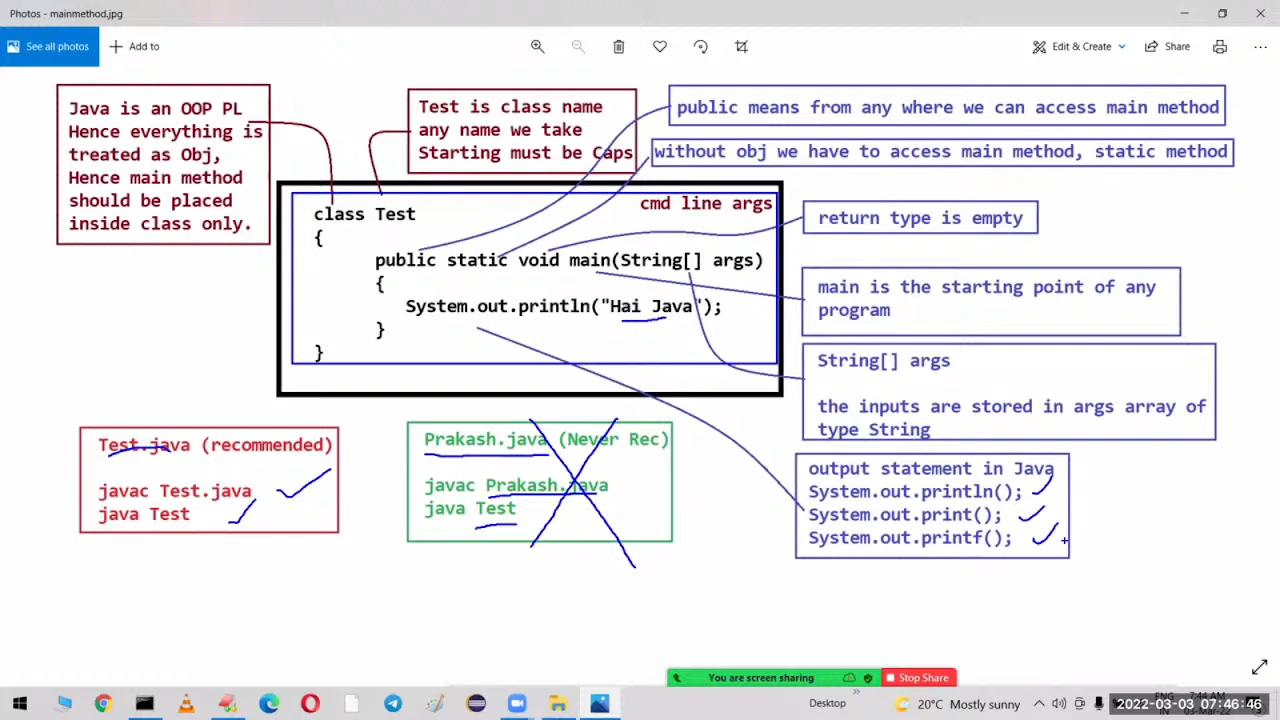 Photos - mainmethod.jpg
See all photos
Add to
Edit & Create
Share
Java is an OOP PL
Hence everything is
treated as Obj,
Hence main method
should be placed
inside class only.
Test is class name
any name we take
Starting must be Caps
public means from any where we can access main method
without obj we have to access main method, static method
cmd line args
return type is empty
class Test
{
public static void main(String[] args)
{
System.out.println("Hai Java");
}
}
main is the starting point of any
program
String[] args
the inputs are stored in args array of
type String
Test.java (recommended)
javac Test.java
java Test
Prakash.java (Never Rec)
javac Prakash.java
java Test
output statement in Java
System.out.println();
System.out.print();
System.out.printf();
You are screen sharing
Stop Share
Desktop
20°C Mostly sunny
ENG
7:44 AM
2022-03-03 07:46:46